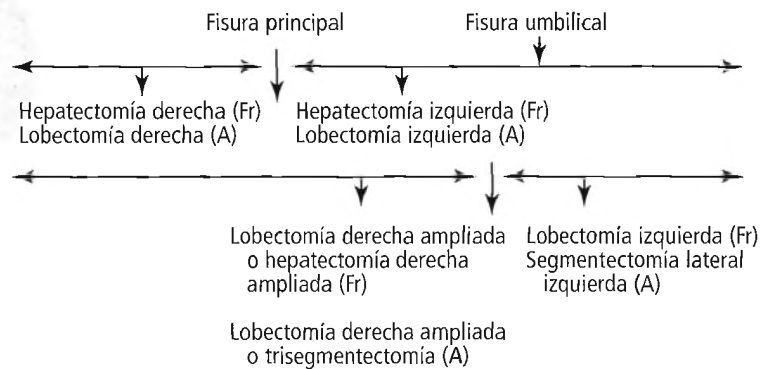 Fisura principal
Fisura umbilical
Hepatectomía derecha (Fr)
Lobectomía derecha (A)
Hepatectomía izquierda (Fr)
Lobectomía izquierda (A)
Lobectomía derecha ampliada
o hepatectomía derecha
ampliada (Fr)
Lobectomía derecha ampliada
o trisegmentectomía (A)
Lobectomía izquierda (Fr)
Segmentectomía lateral
izquierda (A)